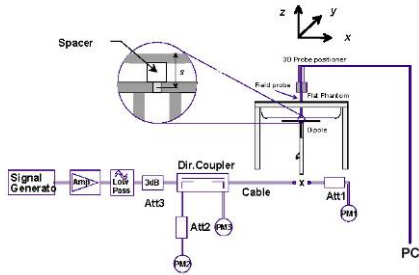 z
y
x
Spacer
s
3D Probe positioner
Field probe
Flat Phantom
Dipole
Signal
Generato
Amp
Low
Pass
3dB
Att3
Dir.Coupler
Cable
x
Att1
PM1
Att2
PM3
PM2
PC